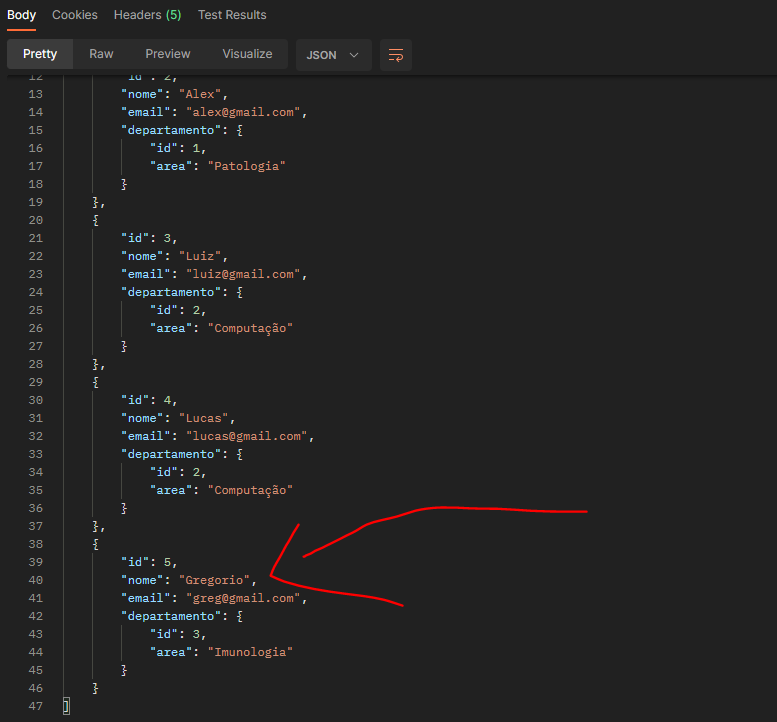 Body Cookies Headers (5) Test Results
Pretty Raw Preview Visualize JSON
12 "id": 2,
13 "nome": "Alex",
14 "email": "alex@gmail.com",
15 "departamento": {
16 "id": 1,
17 "area": "Patologia"
18 }
19 },
20 {
21 "id": 3,
22 "nome": "Luiz",
23 "email": "luiz@gmail.com",
24 "departamento": {
25 "id": 2,
26 "area": "Computação"
27 }
28 },
29 {
30 "id": 4,
31 "nome": "Lucas",
32 "email": "lucas@gmail.com",
33 "departamento": {
34 "id": 2,
35 "area": "Computação"
36 }
37 },
38 {
39 "id": 5,
40 "nome": "Gregorio",
41 "email": "greg@gmail.com",
42 "departamento": {
43 "id": 3,
44 "area": "Imunologia"
45 }
46 }
47 ]